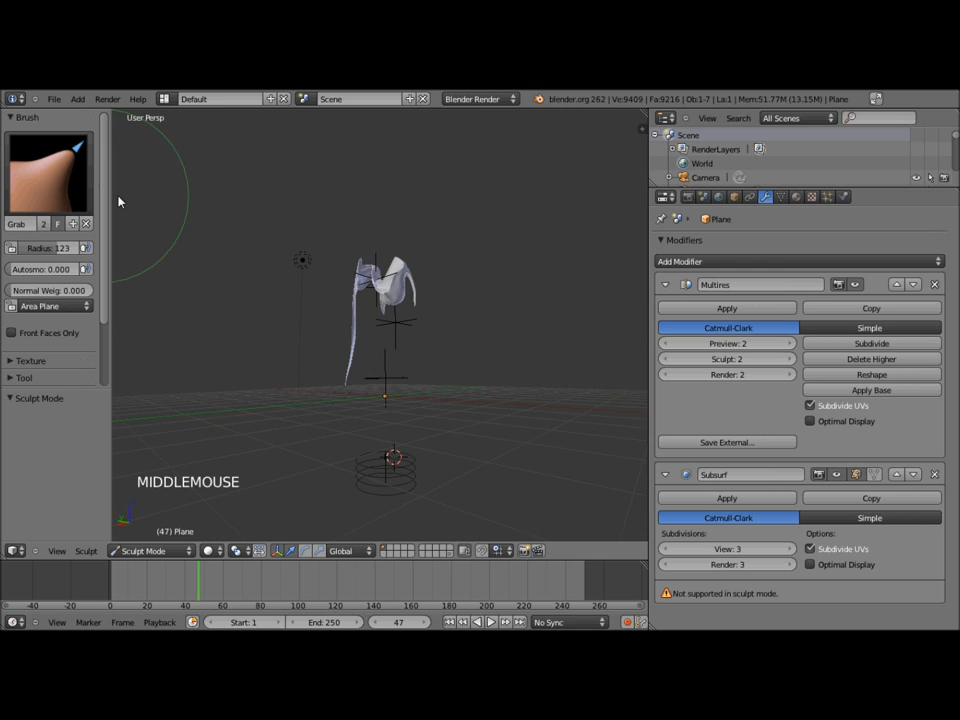 File Add Render Help Default Scene Blender Render blender.org 262 | Ve:9409 | Fa:9216 | Ob:1-7 | La:1 | Mem:51.77M (13.15M) | Plane
Brush
Grab 2 F
Radius: 123
Autosmo: 0.000
Normal Weig: 0.000
Area Plane
Front Faces Only
Texture
Tool
Sculpt Mode
User Persp
MIDDLEMOUSE
(47) Plane
View Sculpt Sculpt Mode Global
View Search All Scenes
Scene
RenderLayers
World
Camera
Plane
Modifiers
Add Modifier
Multires
Apply Copy
Catmull-Clark Simple
Preview: 2 Subdivide
Sculpt: 2 Delete Higher
Render: 2 Reshape
Apply Base
Subdivide UVs
Optimal Display
Save External...
Subsurf
Apply Copy
Catmull-Clark Simple
Subdivisions: Options:
View: 3 Subdivide UVs
Render: 3 Optimal Display
Not supported in sculpt mode.
-40 -20 0 20 40 60 80 100 120 140 160 180 200 220 240 260
View Marker Frame Playback Start: 1 End: 250 47 No Sync